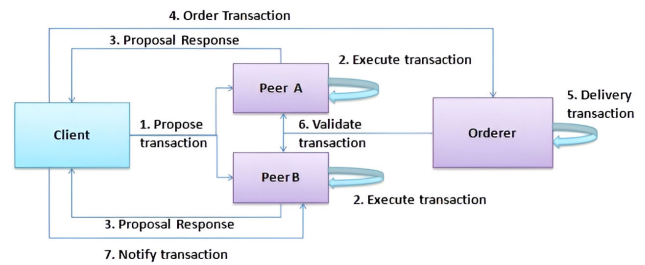 4. Order Transaction
3. Proposal Response
2. Execute transaction
Peer A
5. Delivery
transaction
Client
1. Propose
transaction
6. Validate
transaction
Orderer
Peer B
2. Execute transaction
3. Proposal Response
7. Notify transaction